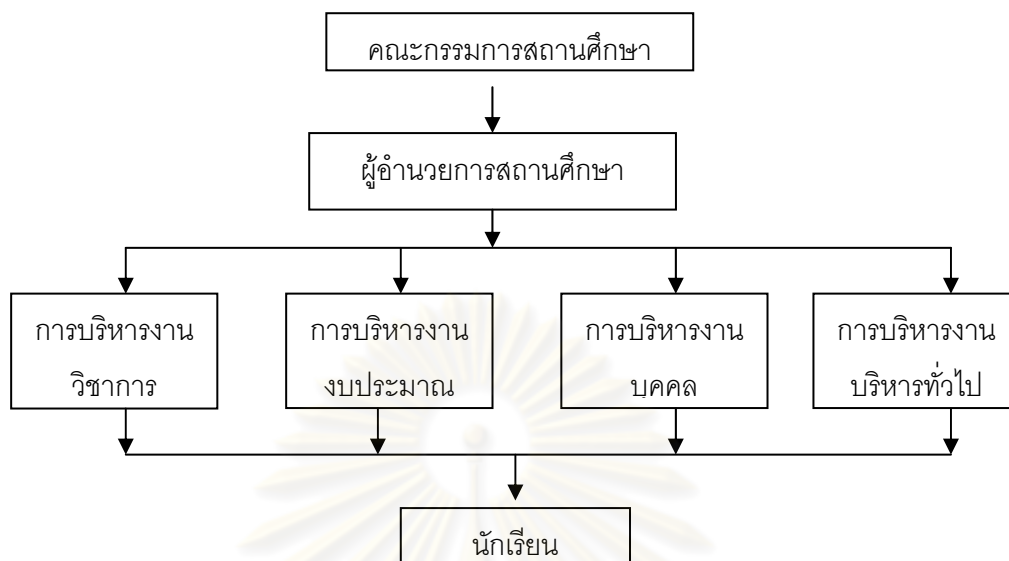 คณะกรรมการสถานศึกษา
ผู้อำนวยการสถานศึกษา
การบริหารงาน
วิชาการ
การบริหารงาน
งบประมาณ
การบริหารงาน
บุคคล
การบริหารงาน
บริหารทั่วไป
นักเรียน